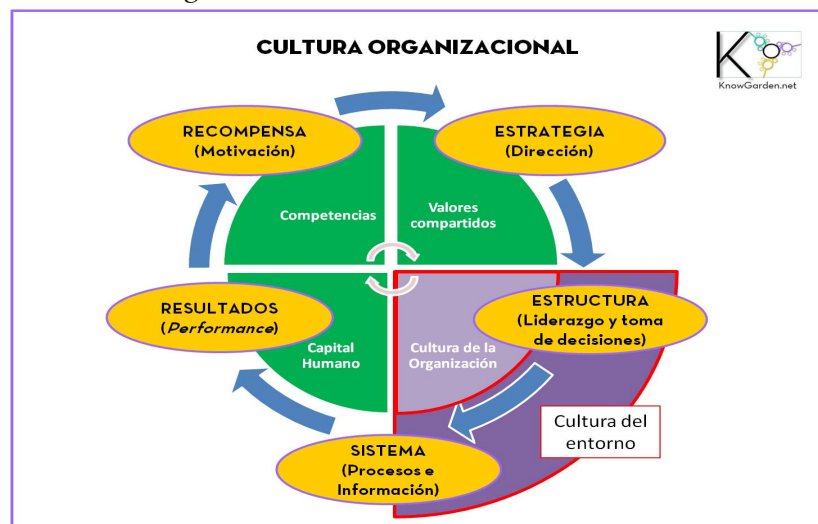 CULTURA ORGANIZACIONAL
K
KnowGarden.net
RECOMPENSA
(Motivación)
ESTRATEGIA
(Dirección)
Competencias
Valores
compartidos
RESULTADOS
(Performance)
ESTRUCTURA
(Liderazgo y toma
de decisiones)
Capital
Humano
Cultura de la
Organización
Cultura del
entorno
SISTEMA
(Procesos e
Información)